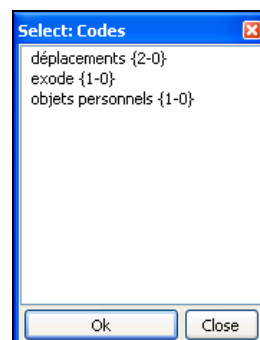 Select: Codes
déplacements {2-0}
exode {1-0}
objets personnels {1-0}
Ok
Close